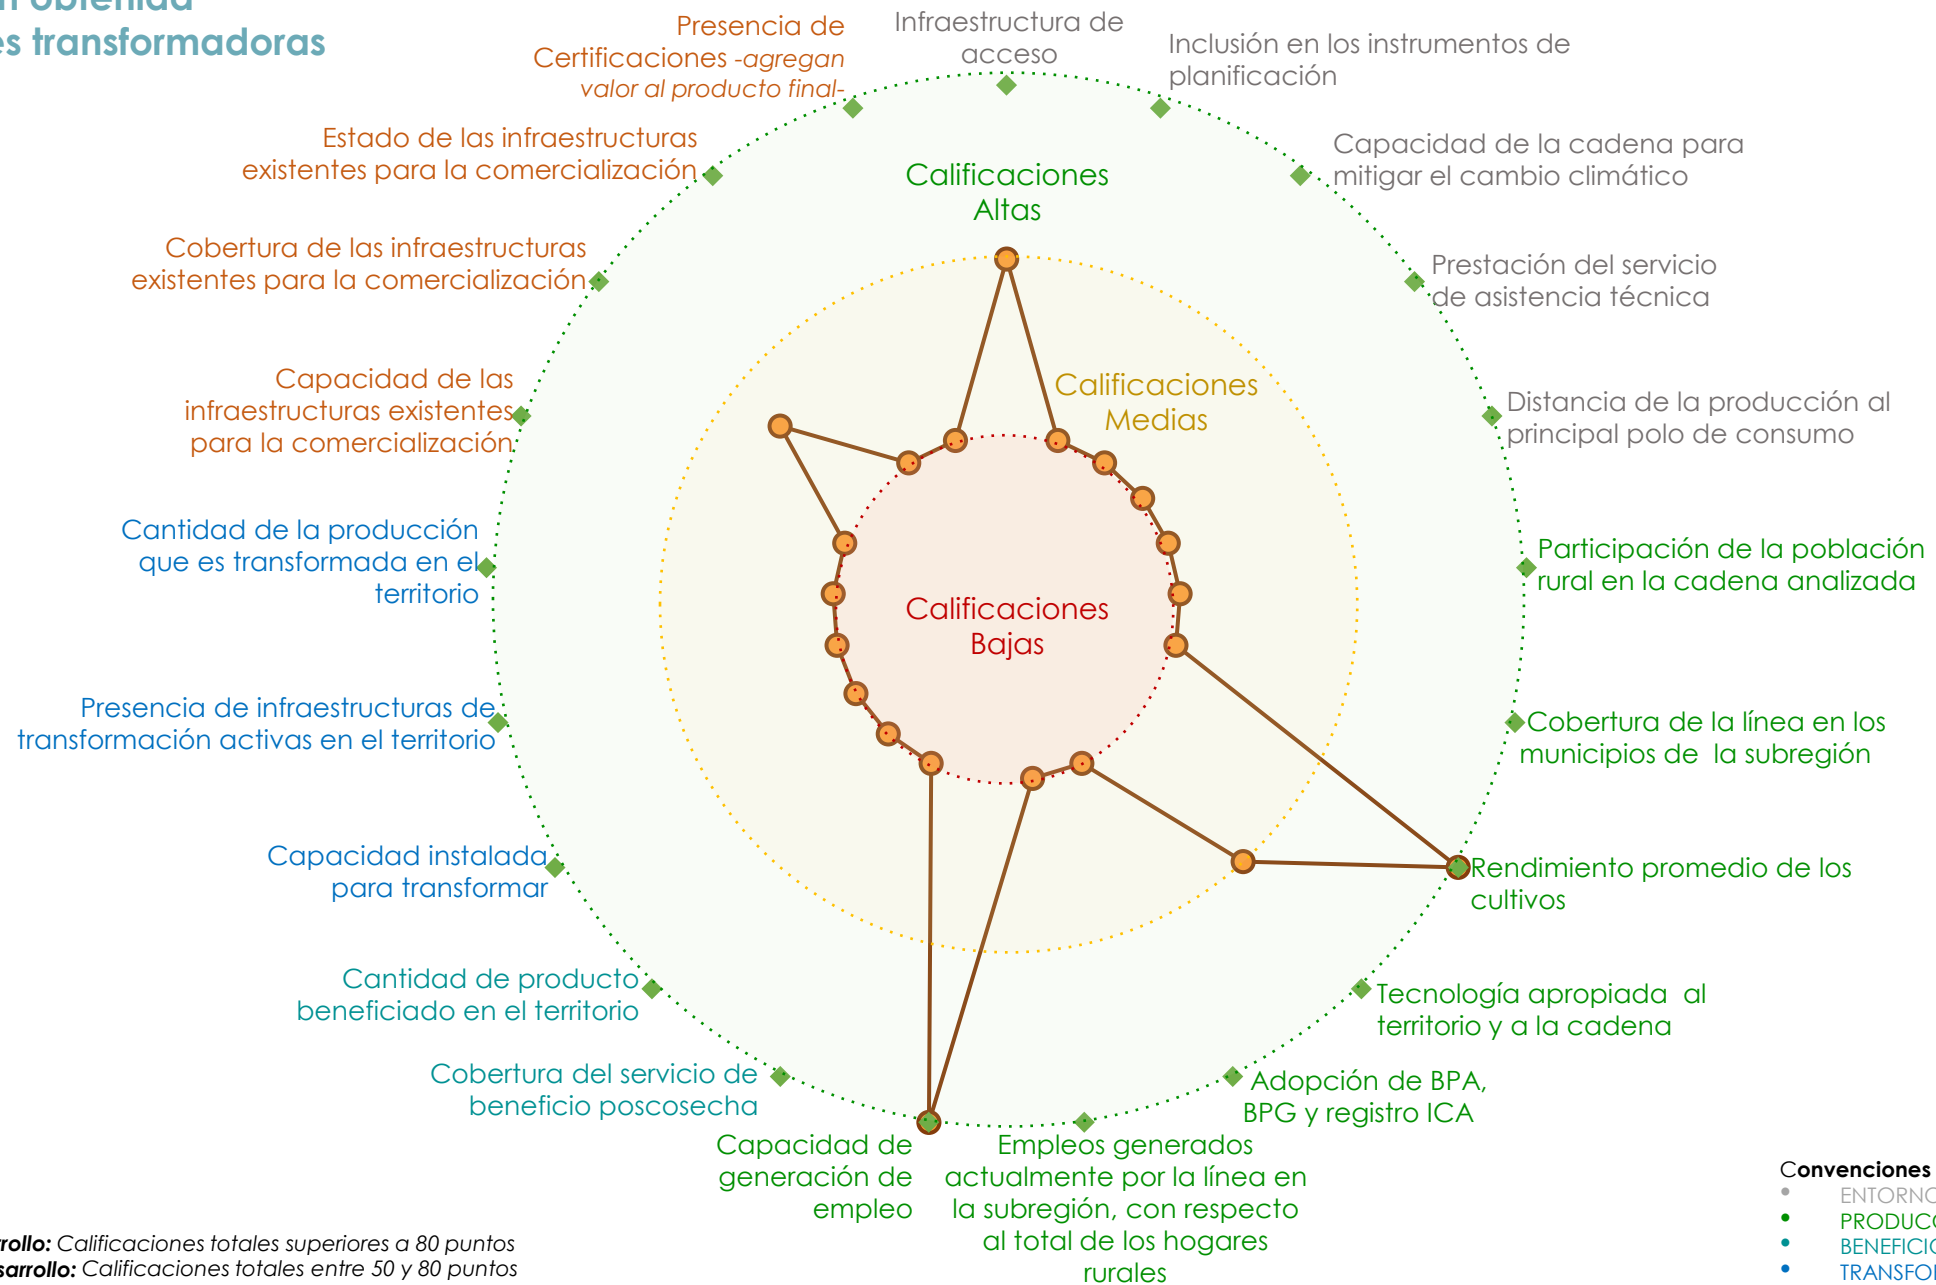 n obtenida
es transformadoras
Presencia de
Certificaciones -agregan
valor al producto final-
Infraestructura de
acceso
Inclusión en los instrumentos de
planificación
Estado de las infraestructuras
existentes para la comercialización
Capacidad de la cadena para
mitigar el cambio climático
Calificaciones
Altas
Cobertura de las infraestructuras
existentes para la comercialización
Prestación del servicio
de asistencia técnica
Capacidad de las
infraestructuras existentes
para la comercialización
Calificaciones
Medias
Distancia de la producción al
principal polo de consumo
Cantidad de la producción
que es transformada en el
territorio
Participación de la población
rural en la cadena analizada
Calificaciones
Bajas
Presencia de infraestructuras de
transformación activas en el territorio
Cobertura de la línea en los
municipios de la subregión
Capacidad instalada
para transformar
Rendimiento promedio de los
cultivos
Cantidad de producto
beneficiado en el territorio
Tecnología apropiada al
territorio y a la cadena
Cobertura del servicio de
beneficio poscosecha
Adopción de BPA,
BPG y registro ICA
Capacidad de
generación de
empleo
Empleos generados
actualmente por la línea en
la subregión, con respecto
al total de los hogares
rurales
Convenciones
ENTORNO
PRODUCC
BENEFICIO
TRANSFOR
rrollo: Calificaciones totales superiores a 80 puntos
sarrollo: Calificaciones totales entre 50 y 80 puntos